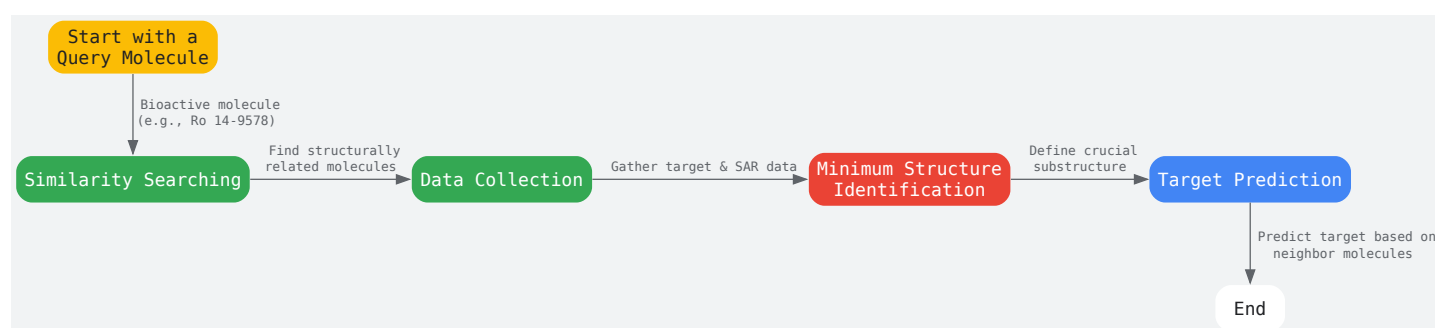 Start with a
Query Molecule
Bioactive molecule
(e.g., Ro 14-9578)
Similarity Searching
Find structurally
related molecules
Data Collection
Gather target & SAR data
Minimum Structure
Identification
Define crucial
substructure
Target Prediction
Predict target based on
neighbor molecules
End